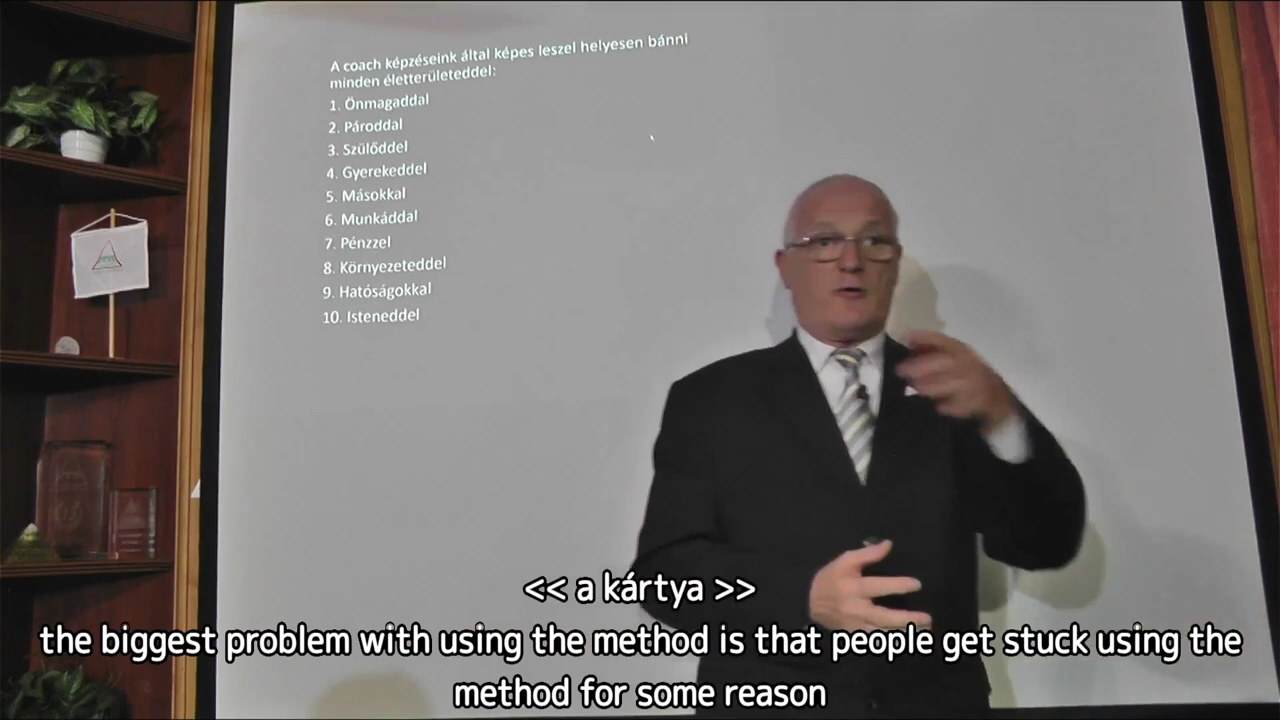 A coach képzéseink által képes leszel helyesen bánni
minden életterületeddel:
1. Önmagaddal
2. Pároddal
3. Szülőddel
4. Gyerekeddel
5. Másokkal
6. Munkáddal
7. Pénzzel
8. Környezeteddel
9. Hatóságokkal
10. Isteneddel
<< a kártya >>
the biggest problem with using the method is that people get stuck using the
method for some reason